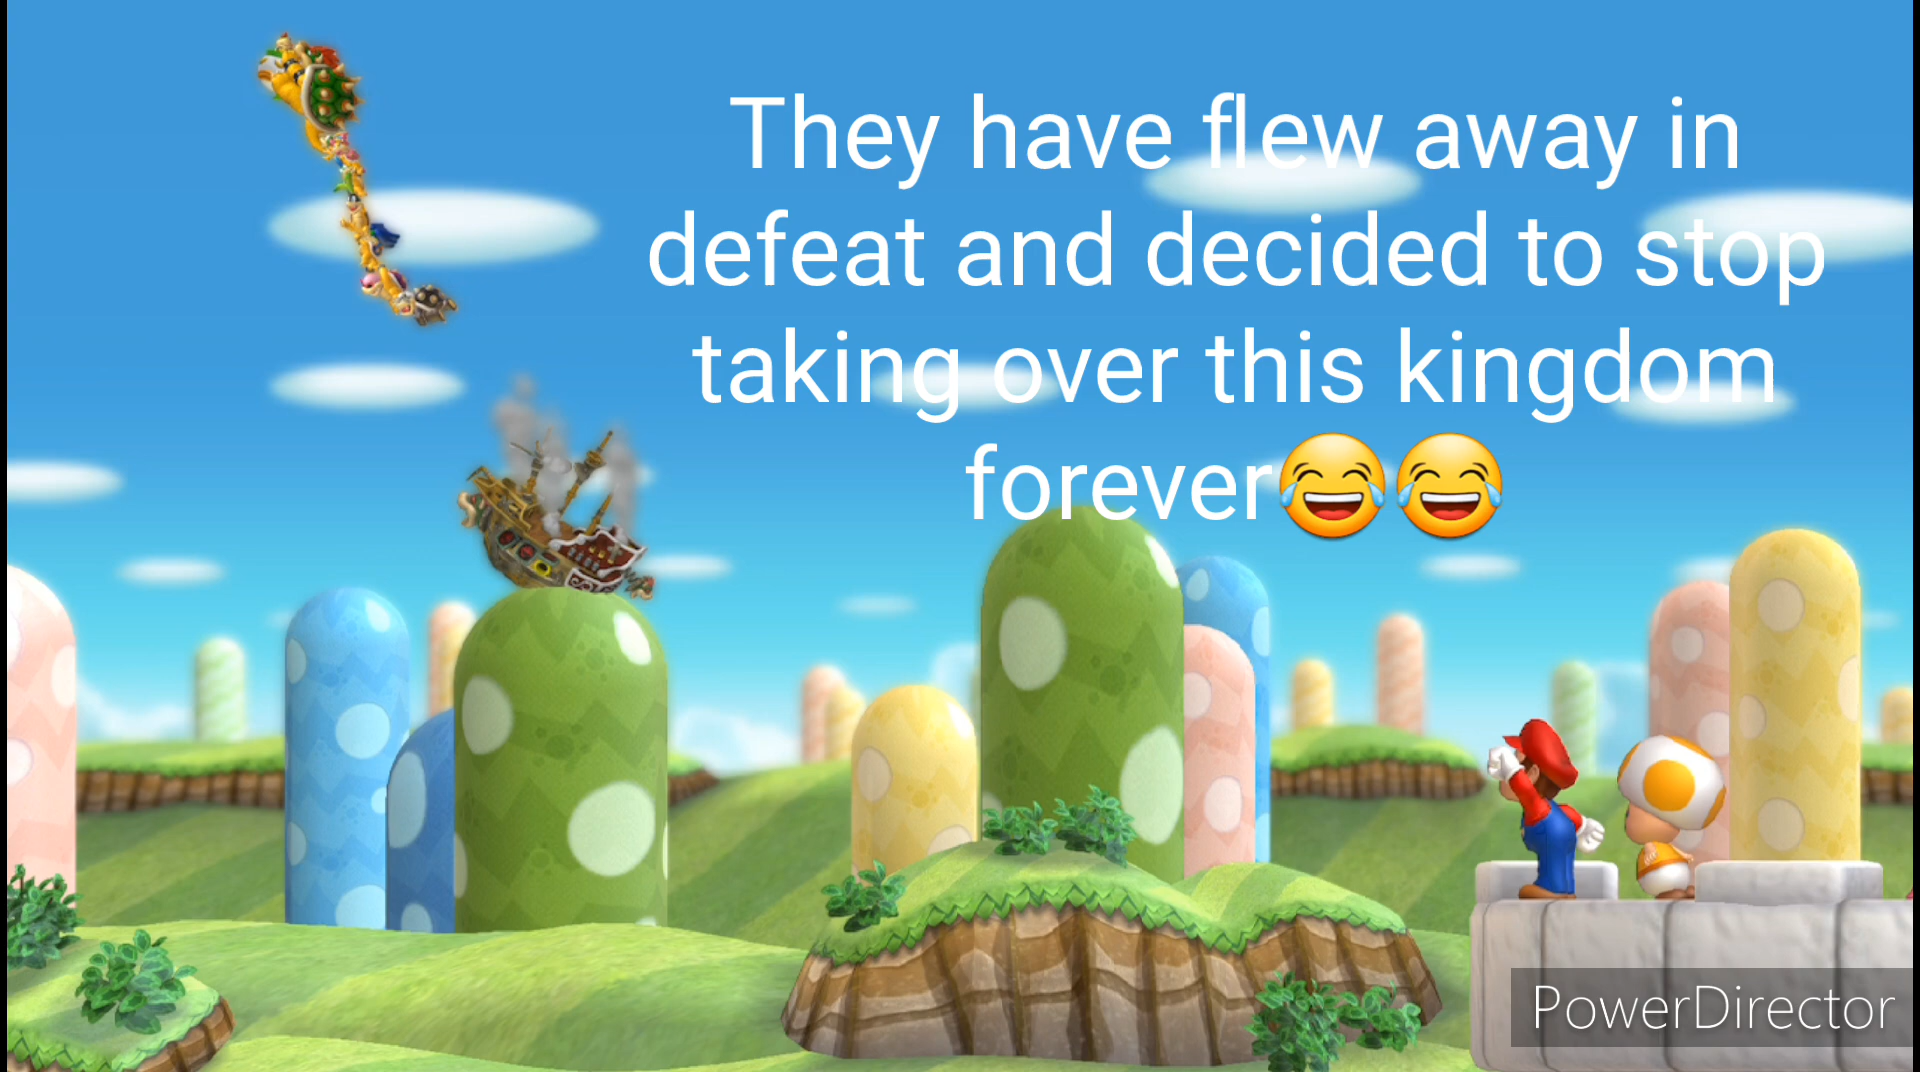 They have flew away in
defeat and decided to stop
taking over this kingdom
forever😂😂
PowerDirector